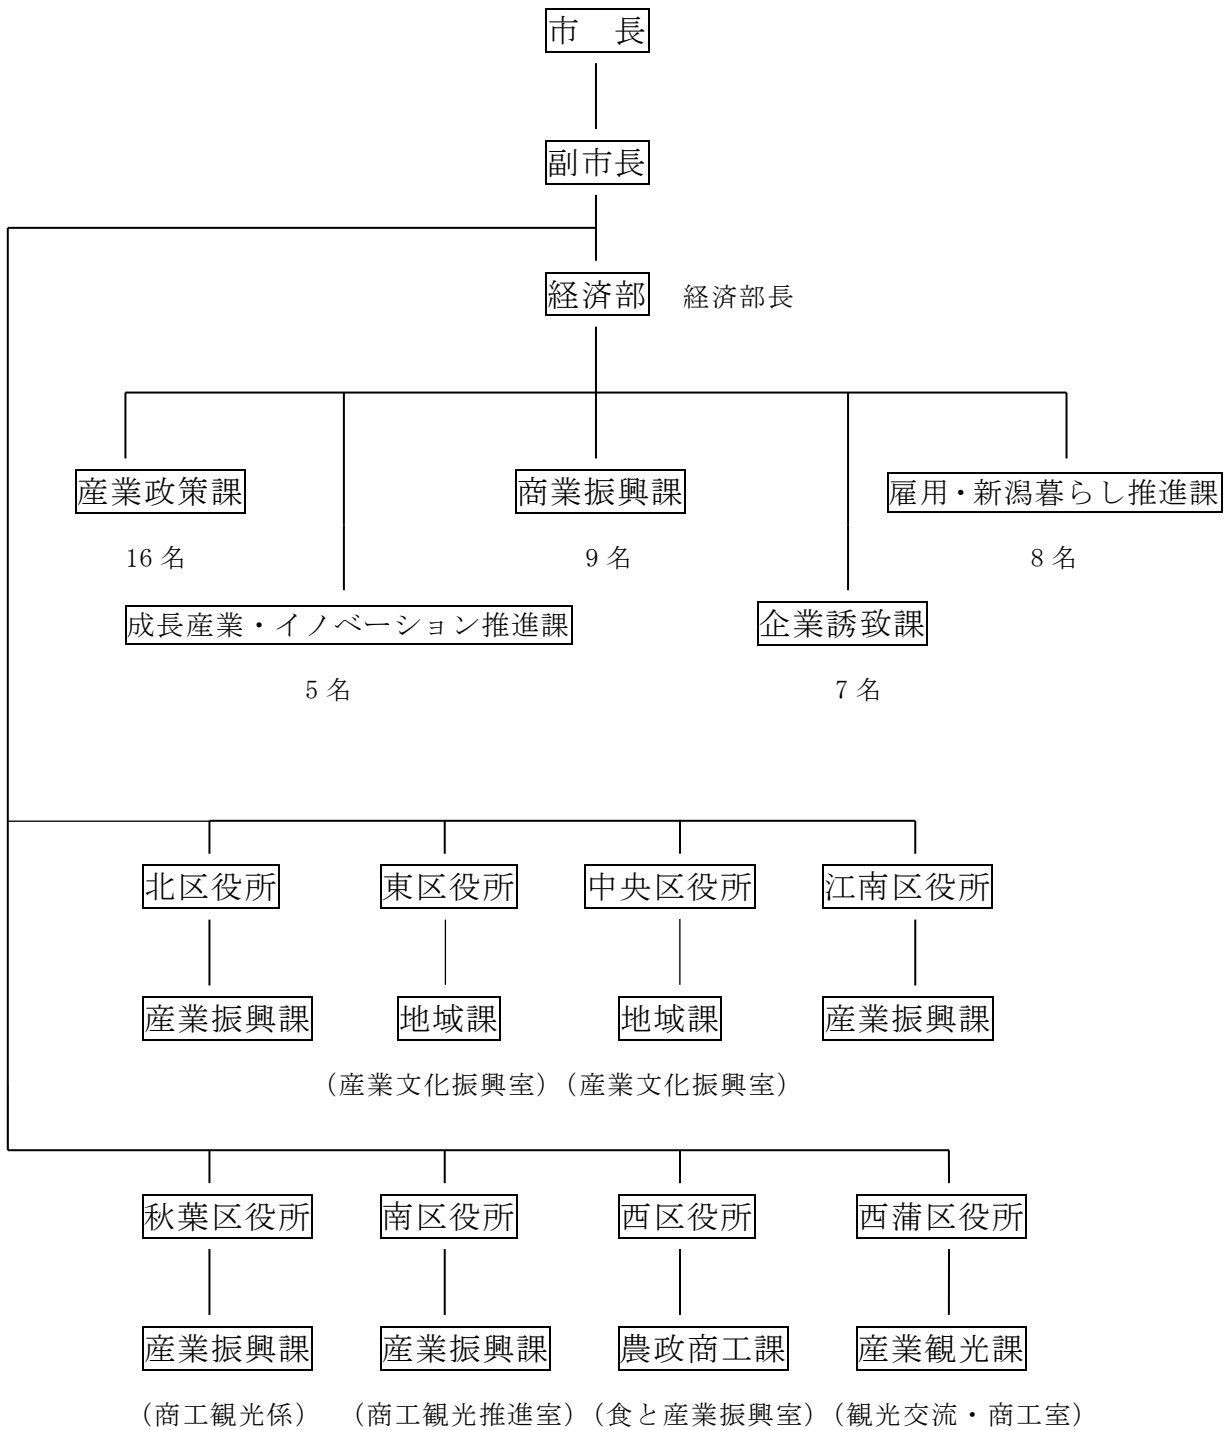 市　長
副市長
経済部　経済部長
産業政策課　商業振興課　雇用・新潟暮らし推進課
16 名　9 名　8 名
成長産業・イノベーション推進課　企業誘致課
5 名　7 名
北区役所　東区役所　中央区役所　江南区役所
産業振興課　地域課　地域課　産業振興課
（産業文化振興室）（産業文化振興室）
秋葉区役所　南区役所　西区役所　西蒲区役所
産業振興課　産業振興課　農政商工課　産業観光課
（商工観光係）　（商工観光推進室）（食と産業振興室）（観光交流・商工室）